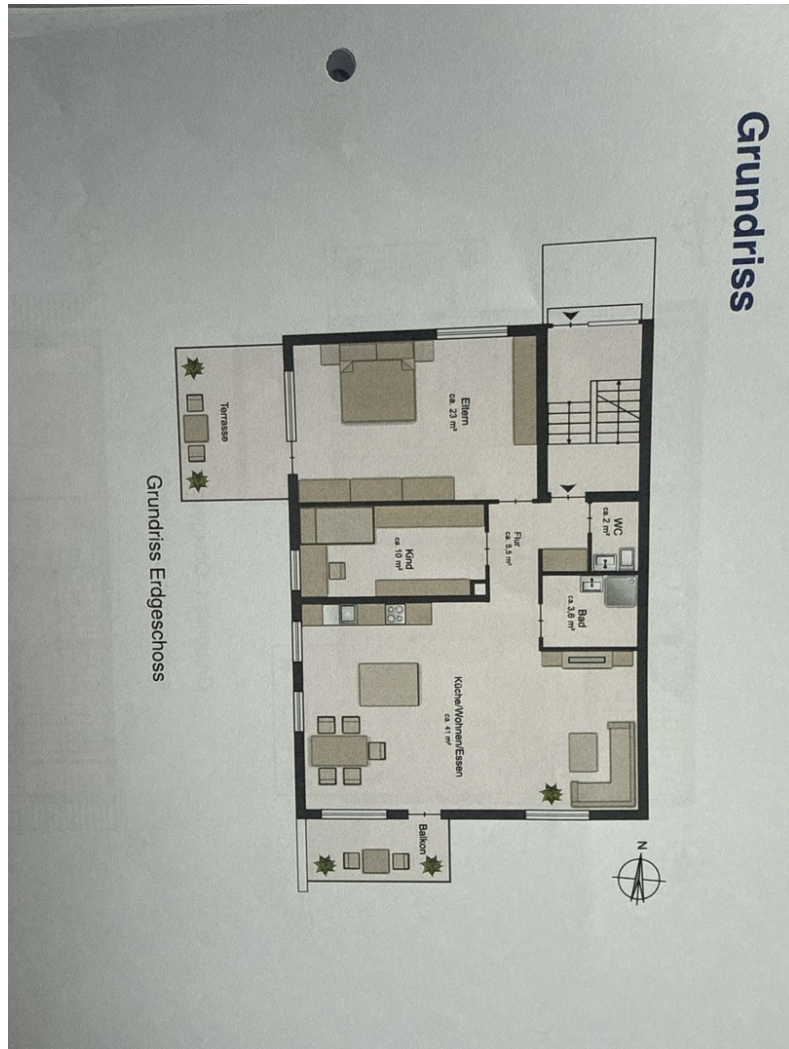 Grundriss
WC
ca. 2 m²
Bad
ca. 3,6 m²
Flur
ca. 5,5 m²
Eltern
ca. 23 m²
Kind
ca. 10 m²
Küche/Wohnen/Essen
ca. 41 m²
Balkon
Terrasse
N
Grundriss Erdgeschoss